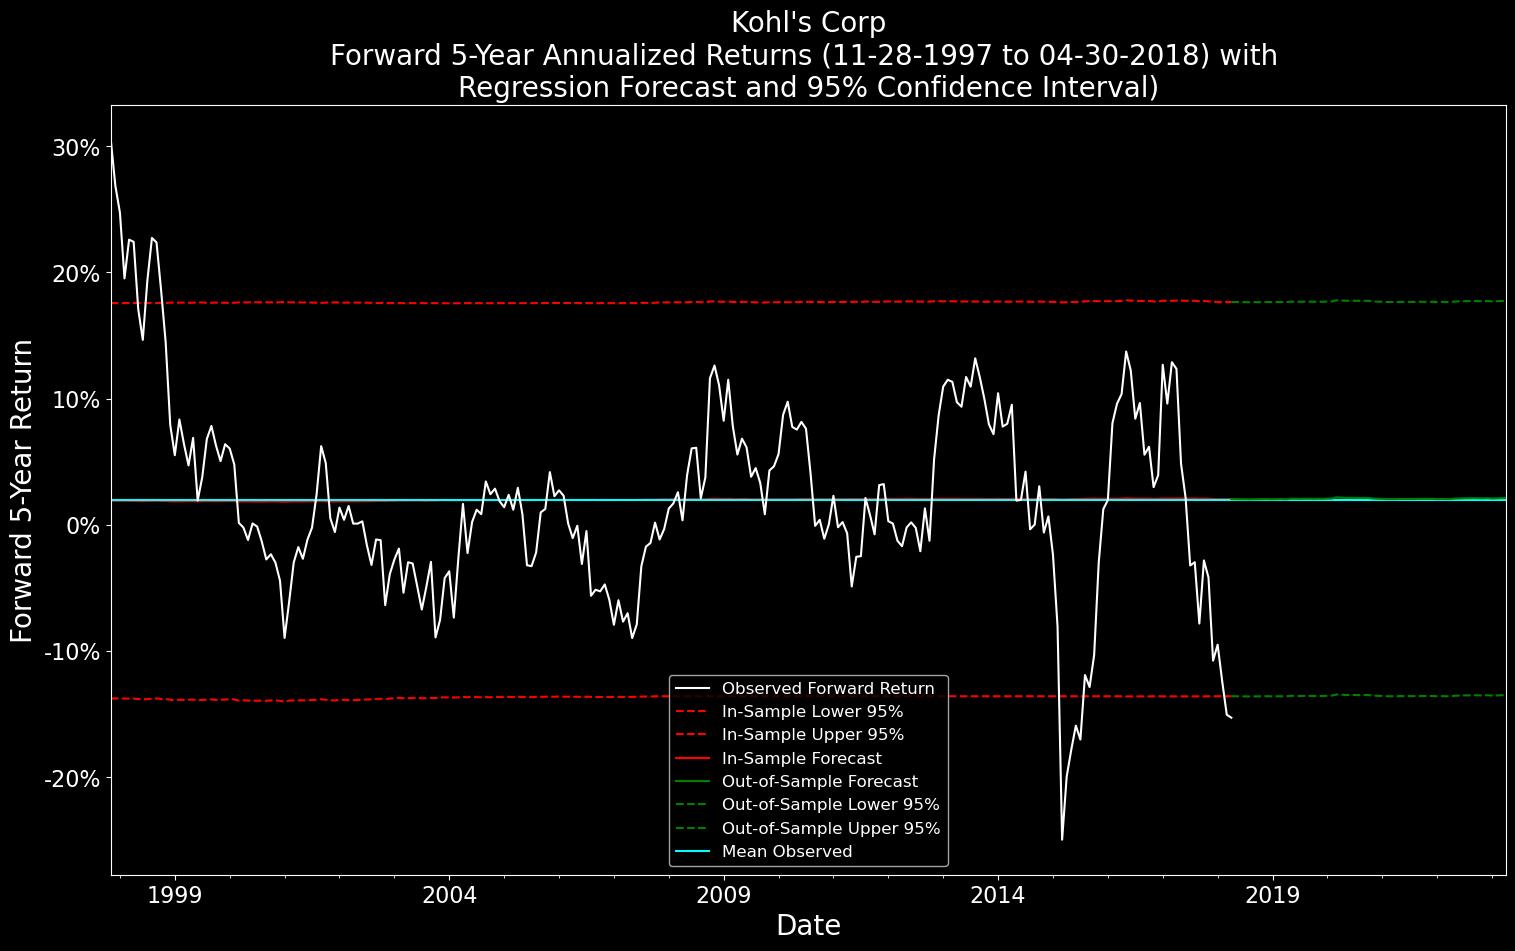 Kohl's Corp
Forward 5-Year Annualized Returns (11-28-1997 to 04-30-2018) with
Regression Forecast and 95% Confidence Interval)
Forward 5-Year Return
30%
20%
10%
0%
-10%
-20%
Observed Forward Return
In-Sample Lower 95%
In-Sample Upper 95%
In-Sample Forecast
Out-of-Sample Forecast
Out-of-Sample Lower 95%
Out-of-Sample Upper 95%
Mean Observed
1999
2004
2009
2014
2019
Date